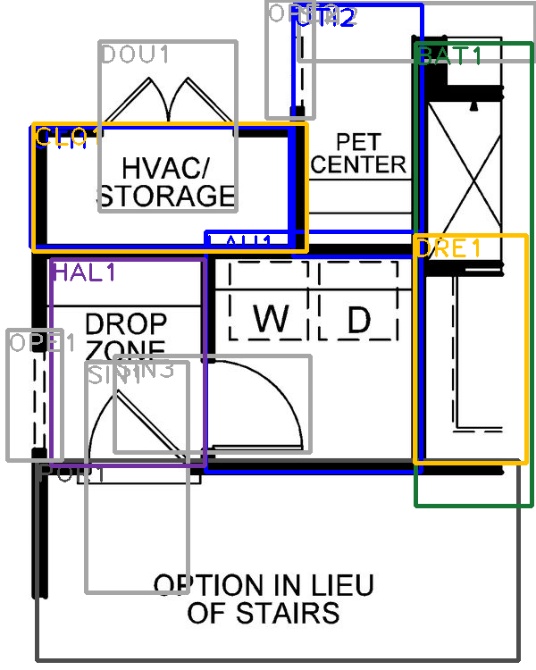 UTI2
DOU1
BAT1
CLO1
HVAC/
STORAGE
PET
CENTER
LAU1
DRE1
HAL1
W D
DROP
ZONE
OPE1
SIN1
SIN3
POR1
OPTION IN LIEU
OF STAIRS